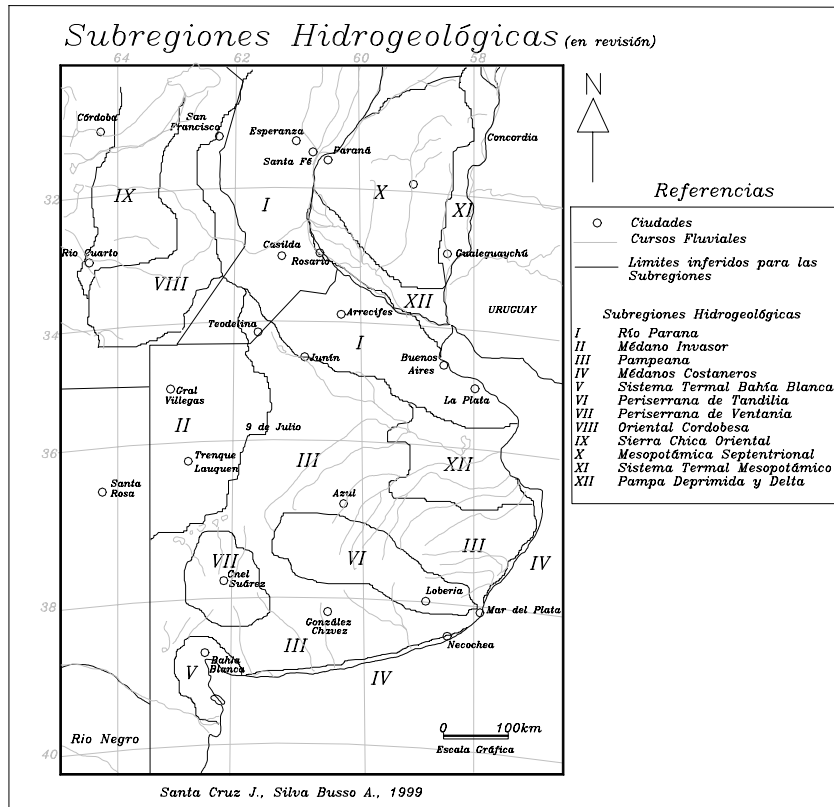 Subregiones Hidrogeológicas (en revisión)
64
62
60
58
N
Córdoba
San
Francisco
Esperanza
Santa Fé
Paraná
Concordia
32
IX
I
X
XI
Referencias
Ciudades
Cursos Fluviales
Limites inferidos para las
Subregiones
Rio Cuarto
Casilda
Rosario
Gualeguaychú
VIII
XII
URUGUAY
Subregiones Hidrogeológicas
I Río Parana
II Médano Invasor
III Pampeana
IV Médanos Costaneros
V Sistema Termal Bahía Blanca
VI Periserrana de Tandilia
VII Periserrana de Ventania
VIII Oriental Cordobesa
IX Sierra Chica Oriental
X Mesopotámica Septentrional
XI Sistema Termal Mesopotámico
XII Pampa Deprimida y Delta
34
Teodelina
Arrecifes
I
Junín
Buenos
Aires
La Plata
Gral
Villegas
II
9 de Julio
36
Trenque
Lauquen
III
XII
Santa
Rosa
Azul
VII
VI
III
IV
Cnel
Suárez
38
Lobería
Mar del Plata
González
Chavez
III
Necochea
V
Bahía
Blanca
IV
Rio Negro
0 100km
Escala Gráfica
40
Santa Cruz J., Silva Busso A., 1999